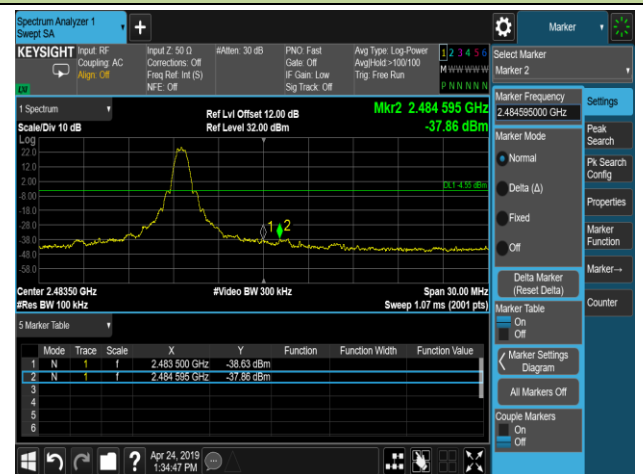 Spectrum Analyzer 1
Swept SA
+
Marker
KEYSIGHT
Input: RF
Coupling: AC
Align: Off
Input Z: 50 Ω
Corrections: Off
Freq Ref: Int (S)
NFE: Off
#Atten: 30 dB
PNO: Fast
Gate: Off
IF Gain: Low
Sig Track: Off
Avg Type: Log-Power
Avg|Hold:>100/100
Trig: Free Run
1 2 3 4 5 6
M W W W W W
P N N N N N
LXI
1 Spectrum
Scale/Div 10 dB
Ref Lvl Offset 12.00 dB
Ref Level 32.00 dBm
Mkr2 2.484 595 GHz
-37.86 dBm
Log
22.0
12.0
2.00
-8.00
-18.0
-28.0
-38.0
-48.0
-58.0
DL1 -4.55 dBm
1
2
Center 2.48350 GHz
#Res BW 100 kHz
#Video BW 300 kHz
Span 30.00 MHz
Sweep 1.07 ms (2001 pts)
5 Marker Table
Mode Trace Scale X Y Function Function Width Function Value
1 N 1 f 2.483 500 GHz -38.63 dBm
2 N 1 f 2.484 595 GHz -37.86 dBm
3
4
5
6
Select Marker
Marker 2
Marker Frequency
2.484595000 GHz
Marker Mode
Normal
Delta (Δ)
Fixed
Off
Delta Marker
(Reset Delta)
Marker Table
On
Off
Marker Settings
Diagram
All Markers Off
Couple Markers
On
Off
Settings
Peak
Search
Pk Search
Config
Properties
Marker
Function
Marker→
Counter
?
Apr 24, 2019
1:34:47 PM